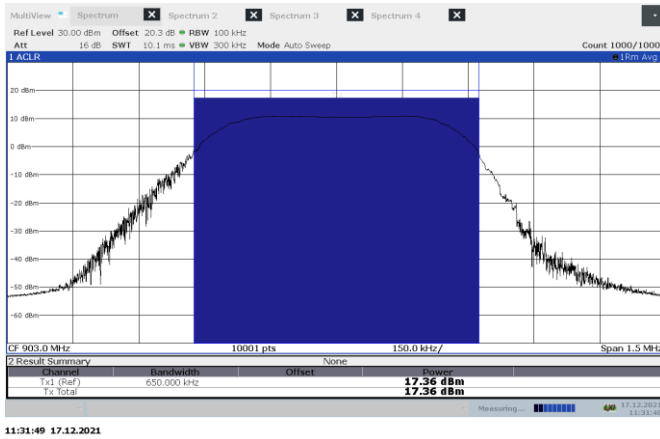 MultiView Spectrum X Spectrum 2 X Spectrum 3 X Spectrum 4 X
Ref Level 30.00 dBm Offset 20.3 dB RBW 100 kHz
Att 16 dB SWT 10.1 ms VBW 300 kHz Mode Auto Sweep Count 1000/1000
1 ACLR 1Rm Avg
20 dBm
10 dBm
0 dBm
-10 dBm
-20 dBm
-30 dBm
-40 dBm
-50 dBm
-60 dBm
CF 903.0 MHz 10001 pts 150.0 kHz/ Span 1.5 MHz
2 Result Summary None
Channel Bandwidth Offset Power
Tx1 (Ref) 650.000 kHz 17.36 dBm
Tx Total 17.36 dBm
Measuring... 17.12.2021
11:31:49
11:31:49 17.12.2021